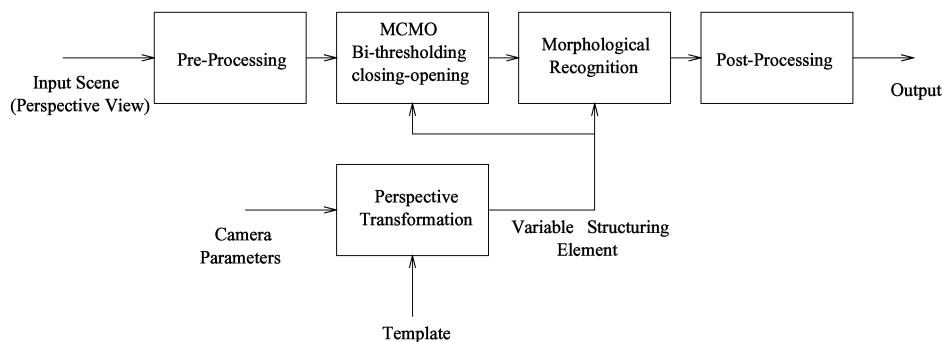 Input Scene
(Perspective View)
Pre-Processing
MCMO
Bi-thresholding
closing-opening
Morphological
Recognition
Post-Processing
Output
Camera
Parameters
Perspective
Transformation
Variable Structuring
Element
Template